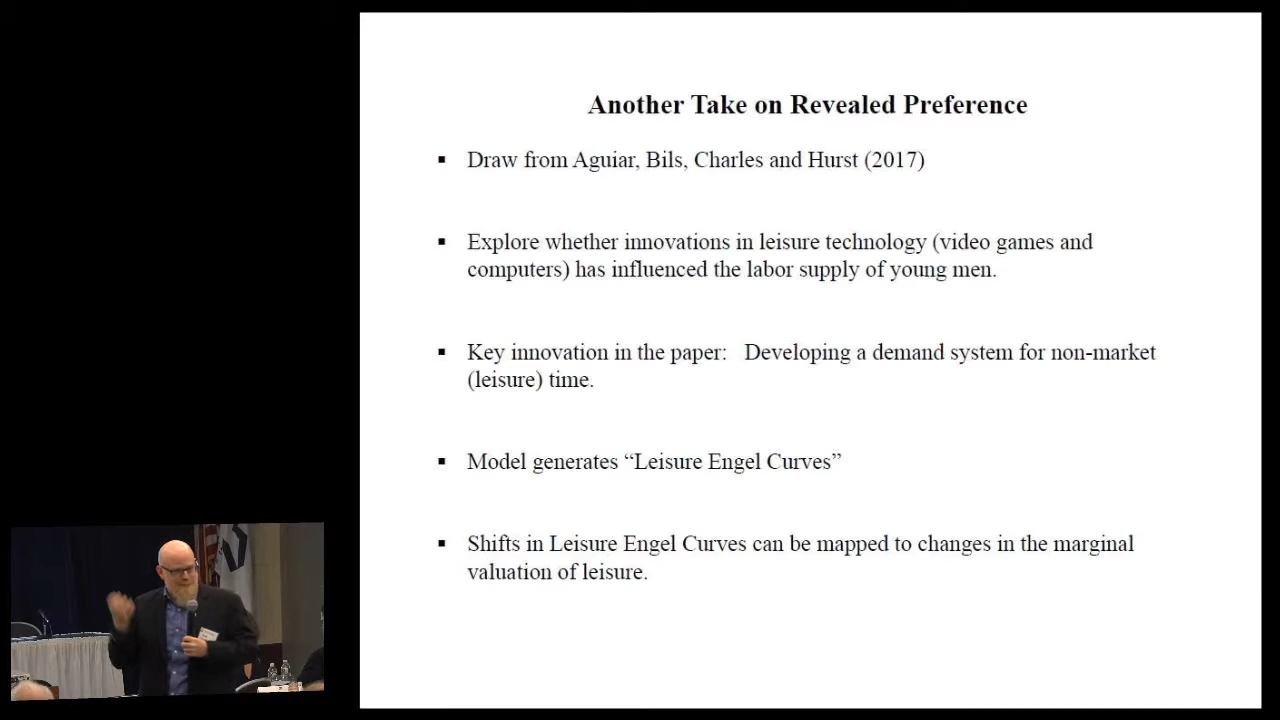 Another Take on Revealed Preference
▪ Draw from Aguiar, Bils, Charles and Hurst (2017)
▪ Explore whether innovations in leisure technology (video games and
computers) has influenced the labor supply of young men.
▪ Key innovation in the paper: Developing a demand system for non-market
(leisure) time.
▪ Model generates “Leisure Engel Curves”
▪ Shifts in Leisure Engel Curves can be mapped to changes in the marginal
valuation of leisure.